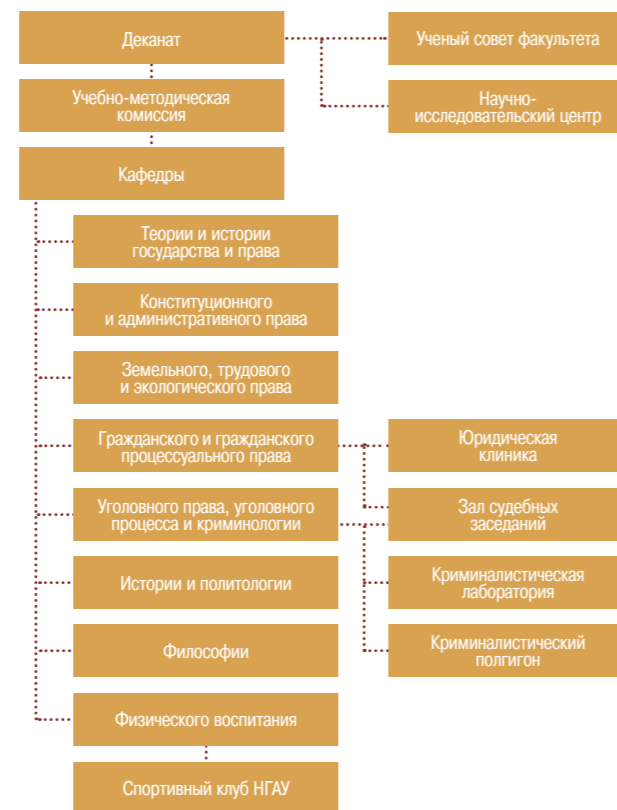 Деканат
Ученый совет факультета
Учебно-методическая
комиссия
Научно-
исследовательский центр
Кафедры
Теории и истории
государства и права
Конституционного
и административного права
Земельного, трудового
и экологического права
Гражданского и гражданского
процессуального права
Юридическая
клиника
Уголовного права, уголовного
процесса и криминологии
Зал судебных
заседаний
Истории и политологии
Криминалистическая
лаборатория
Философии
Криминалистический
полгигон
Физического воспитания
Спортивный клуб НГАУ